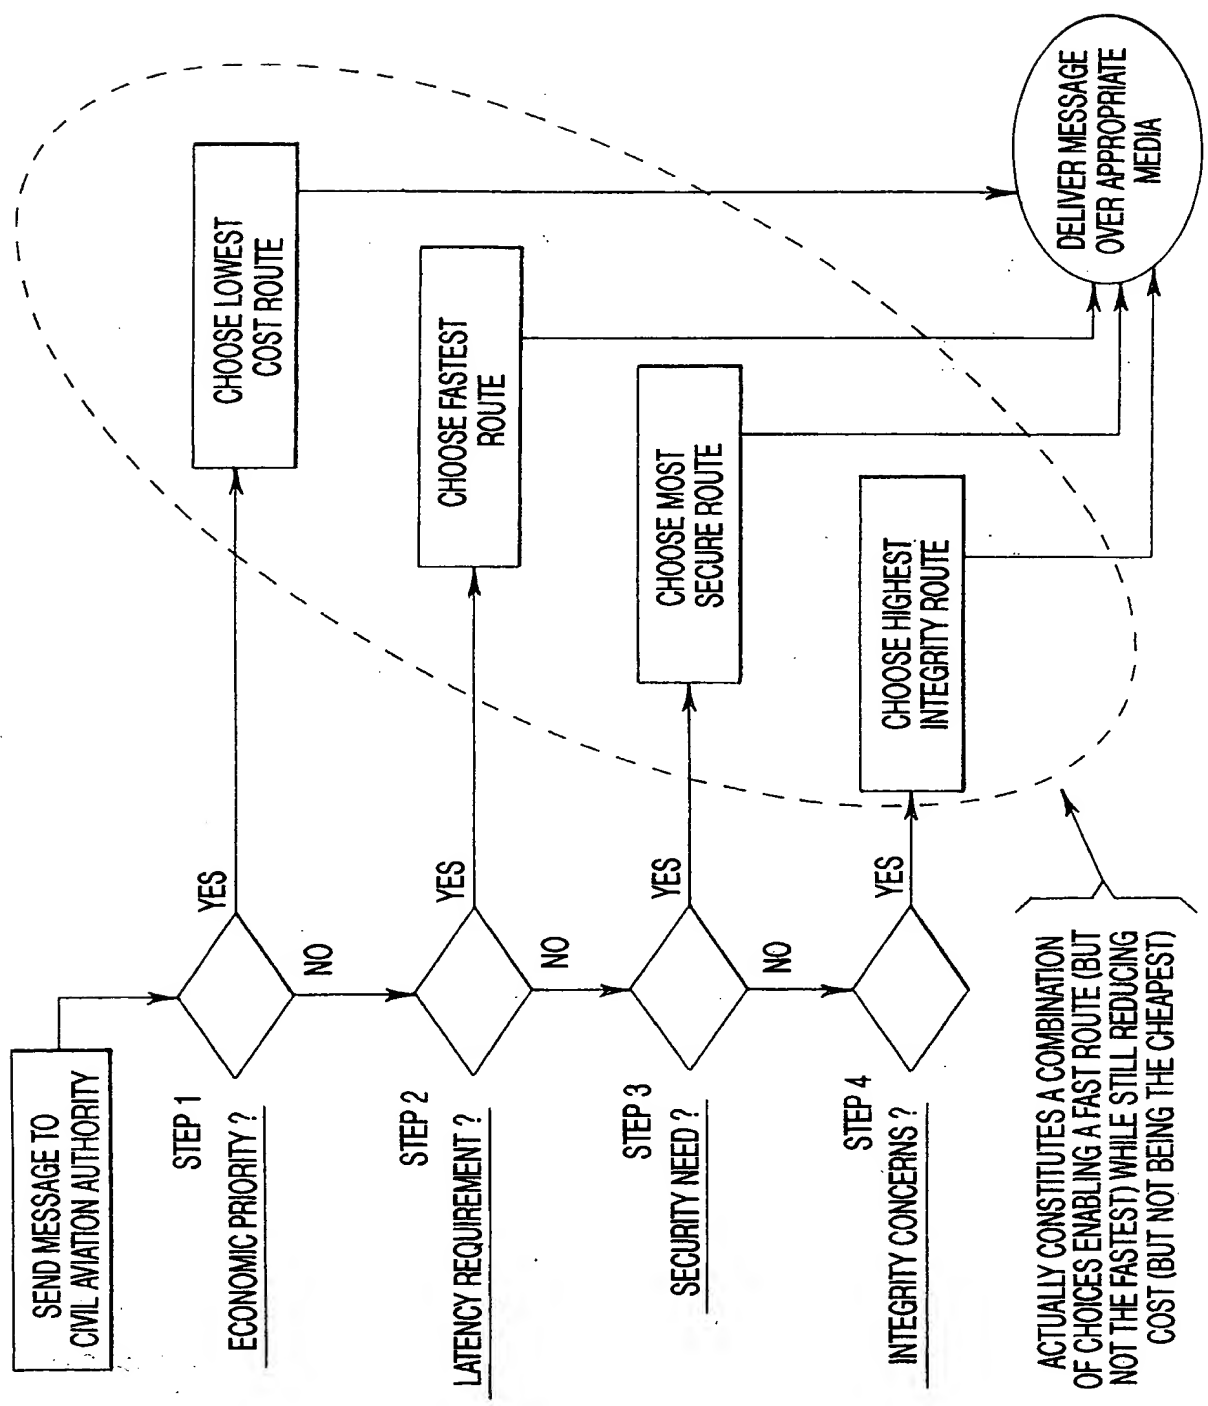 SEND MESSAGE TO
CIVIL AVIATION AUTHORITY
STEP 1
ECONOMIC PRIORITY?
YES
NO
CHOOSE LOWEST
COST ROUTE
STEP 2
LATENCY REQUIREMENT?
YES
NO
CHOOSE FASTEST
ROUTE
STEP 3
SECURITY NEED?
YES
NO
CHOOSE MOST
SECURE ROUTE
STEP 4
INTEGRITY CONCERNS?
YES
CHOOSE HIGHEST
INTEGRITY ROUTE
DELIVER MESSAGE
OVER APPROPRIATE
MEDIA
ACTUALLY CONSTITUTES A COMBINATION
OF CHOICES ENABLING A FAST ROUTE (BUT
NOT THE FASTEST) WHILE STILL REDUCING
COST (BUT NOT BEING THE CHEAPEST)